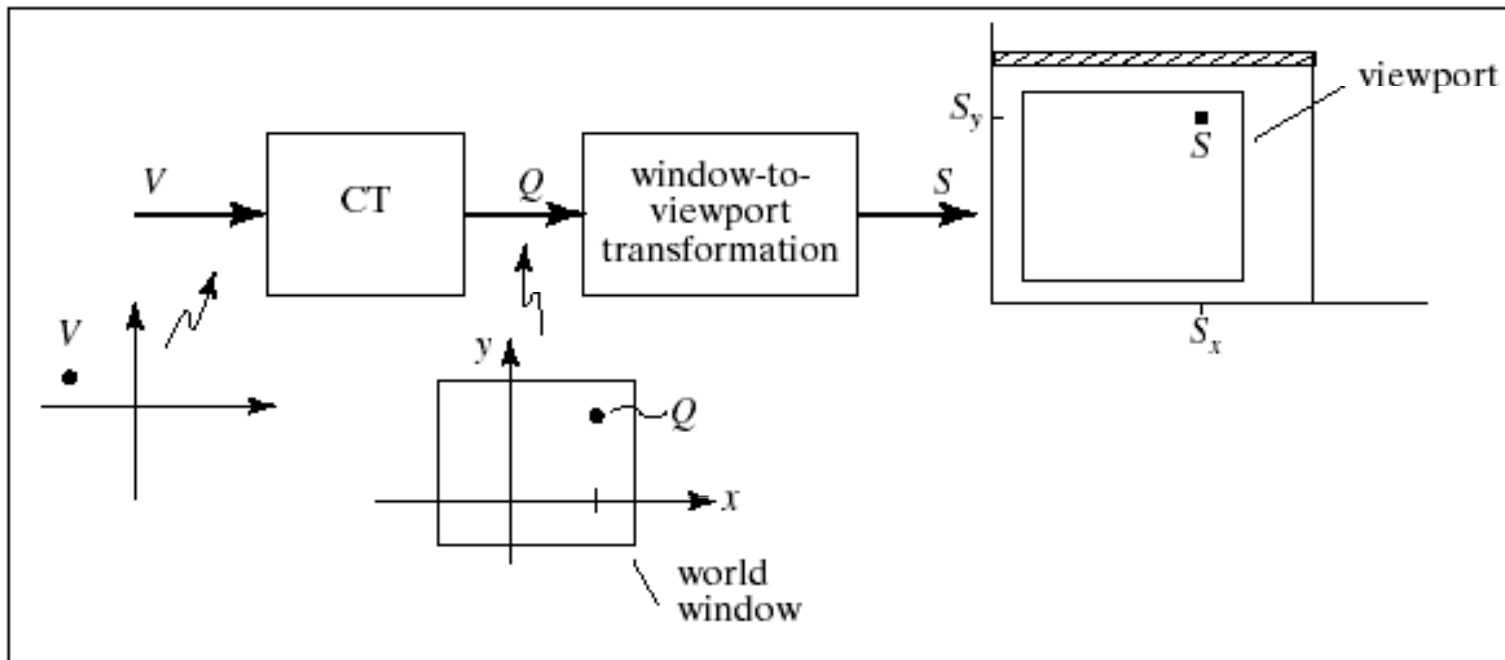 V
CT
Q
window-to-
viewport
transformation
S
S_y
S
viewport
S_x
V
y
Q
x
world
window